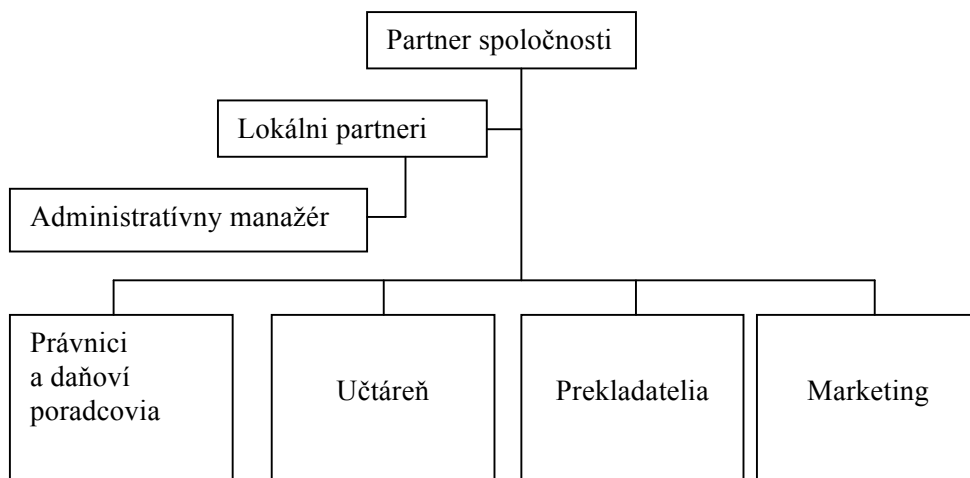 Partner spoločnosti
Lokálni partneri
Administratívny manažér
Právnici
a daňoví
poradcovia
Učtáreň
Prekladatelia
Marketing